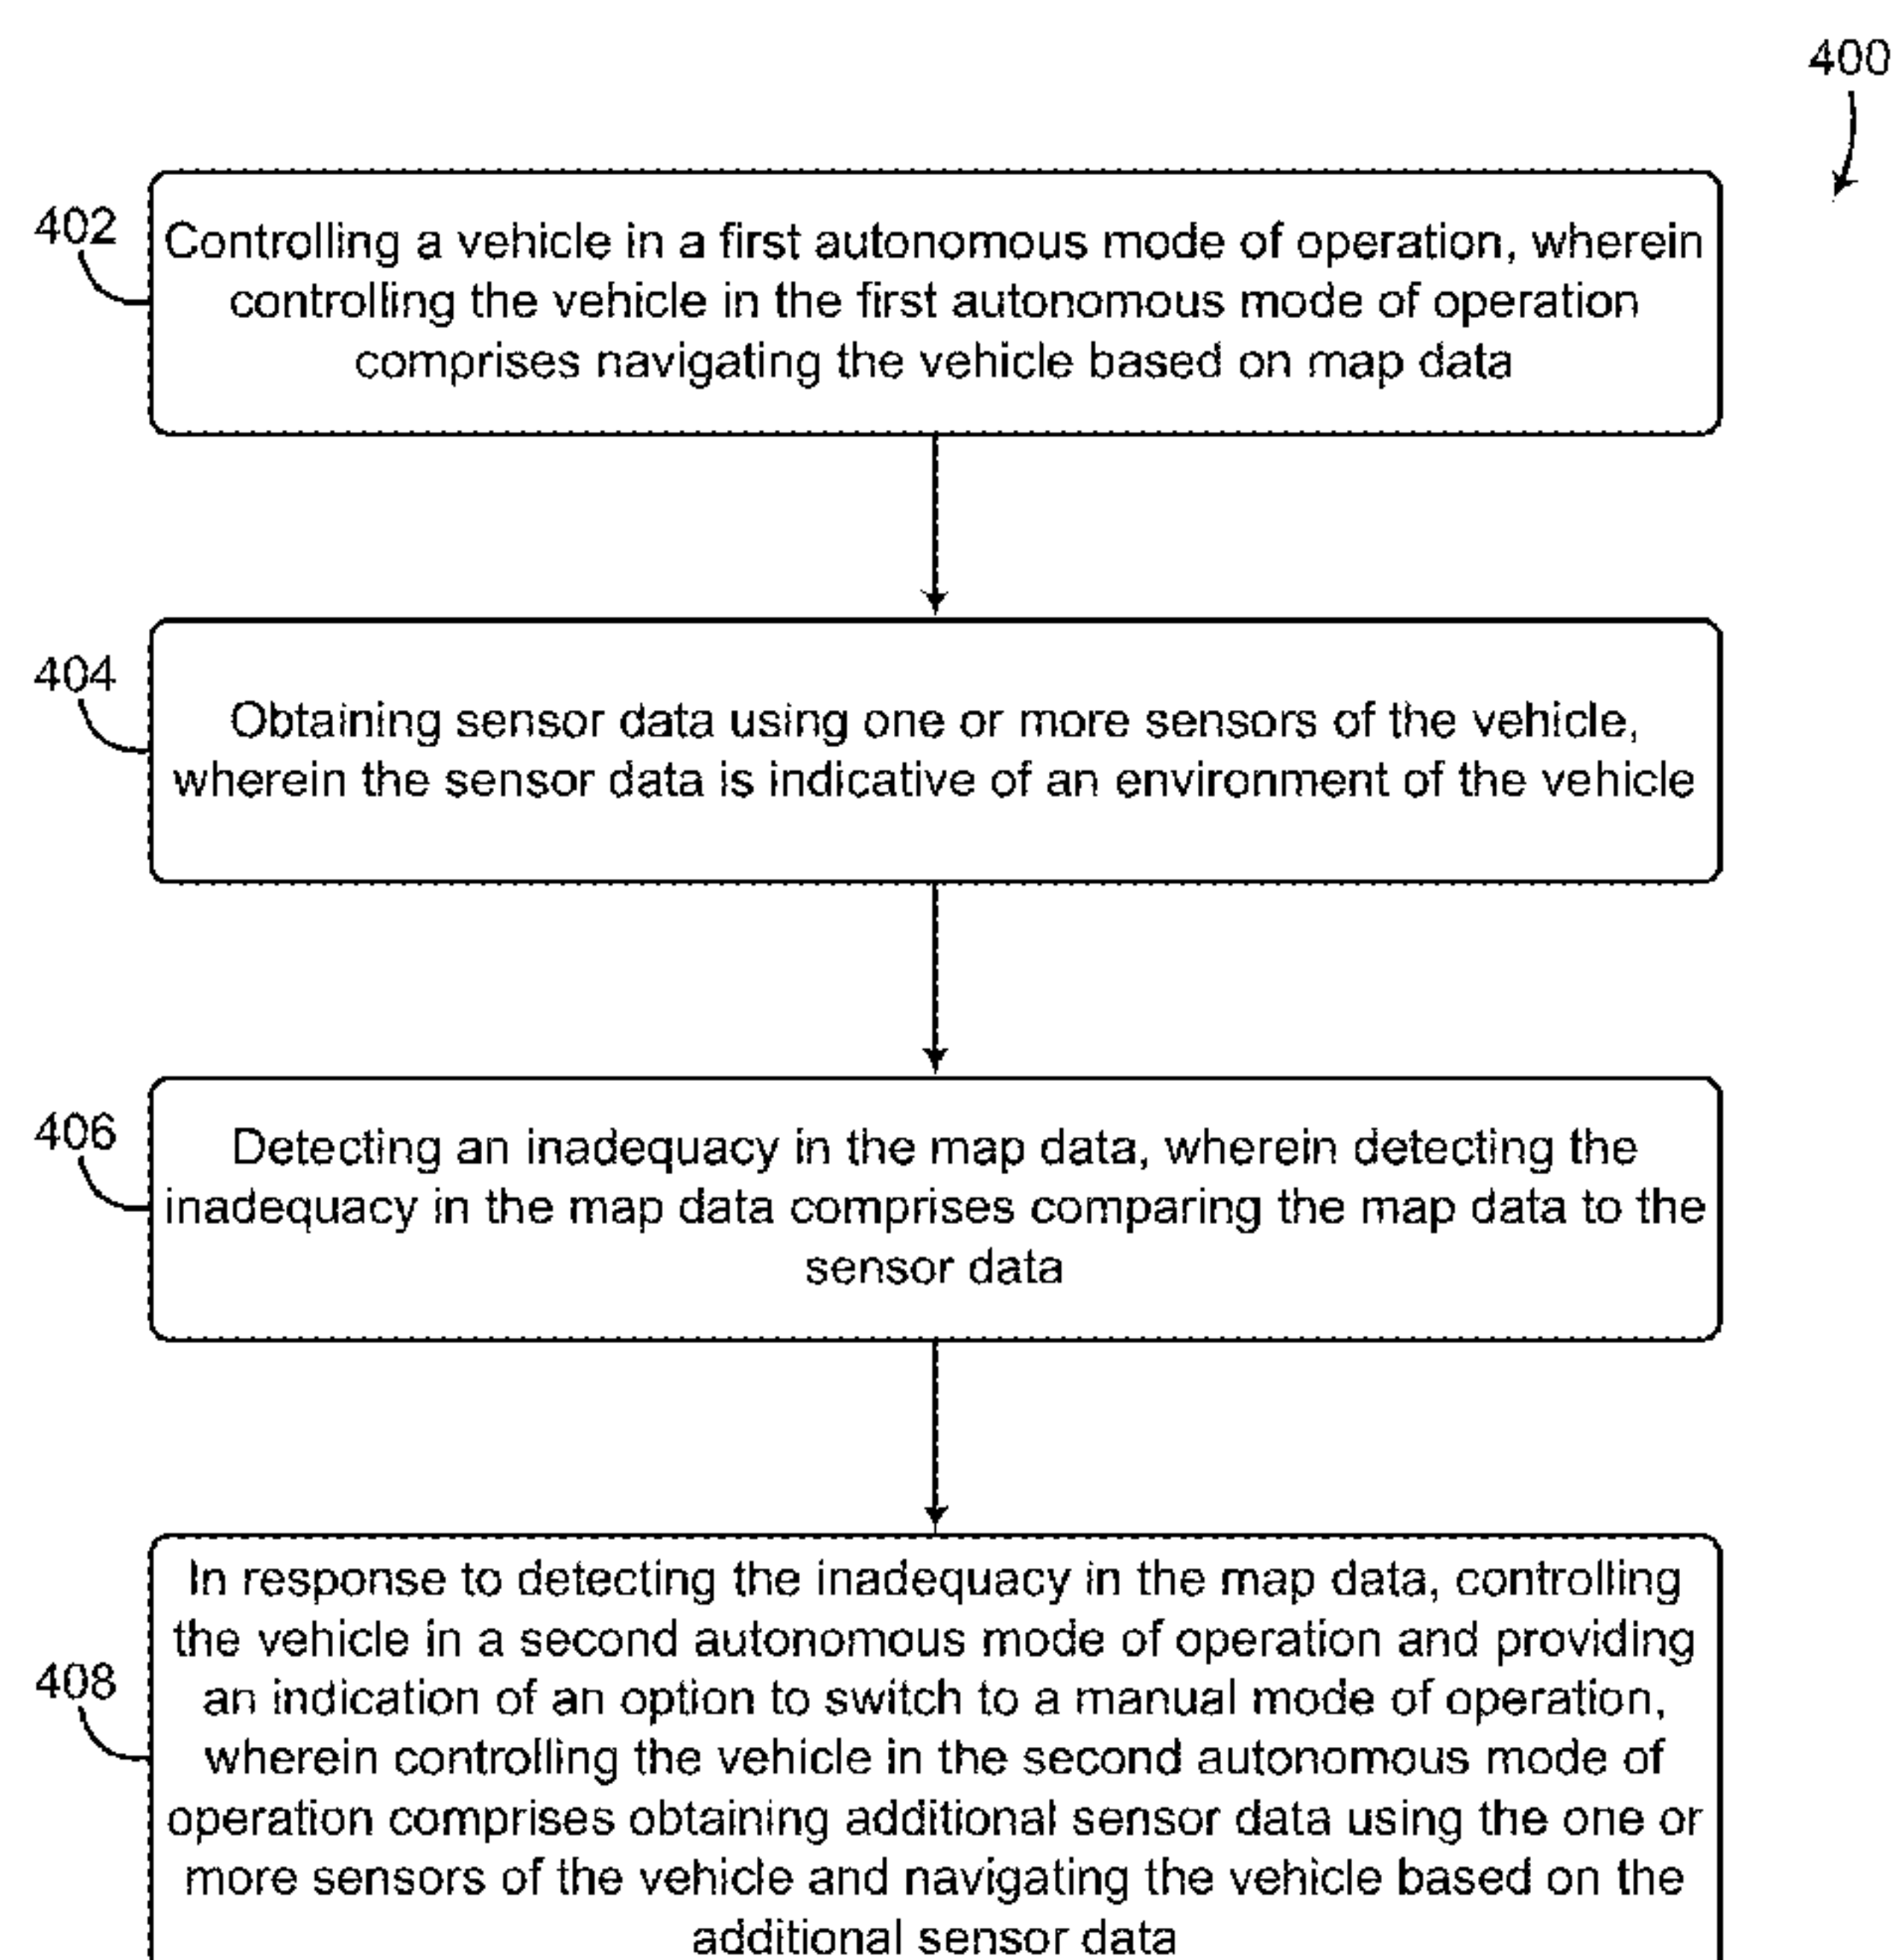 400
402
Controlling a vehicle in a first autonomous mode of operation, wherein
controlling the vehicle in the first autonomous mode of operation
comprises navigating the vehicle based on map data
404
Obtaining sensor data using one or more sensors of the vehicle,
wherein the sensor data is indicative of an environment of the vehicle
406
Detecting an inadequacy in the map data, wherein detecting the
inadequacy in the map data comprises comparing the map data to the
sensor data
408
In response to detecting the inadequacy in the map data, controlling
the vehicle in a second autonomous mode of operation and providing
an indication of an option to switch to a manual mode of operation,
wherein controlling the vehicle in the second autonomous mode of
operation comprises obtaining additional sensor data using the one or
more sensors of the vehicle and navigating the vehicle based on the
additional sensor data